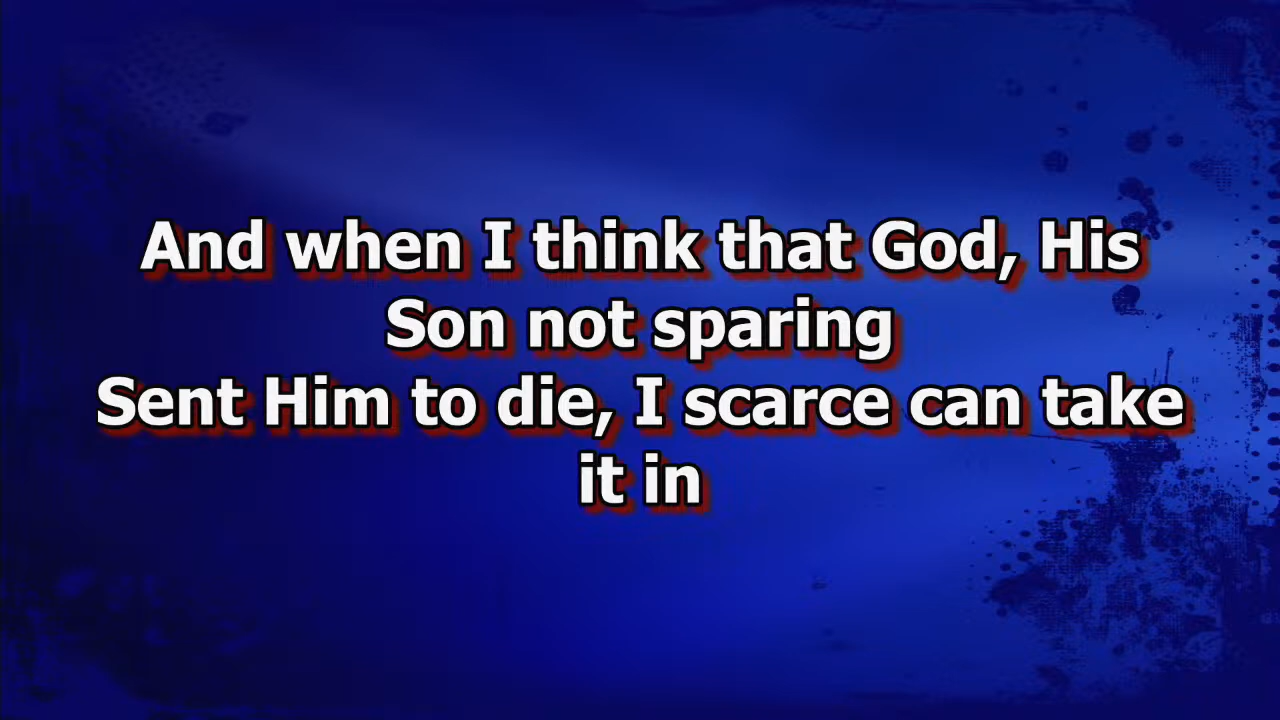 And when I think that God, His
Son not sparing
Sent Him to die, I scarce can take
it in